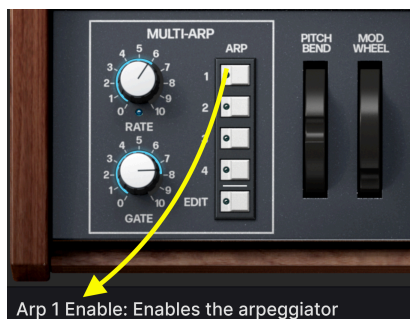 MULTI-ARP
PITCH BEND
MOD WHEEL
ARP
0 1 2 3 4 5 6 7 8 9 10
RATE
0 1 2 3 4 5 6 7 8 9 10
GATE
1
2
3
4
EDIT
Arp 1 Enable: Enables the arpeggiator